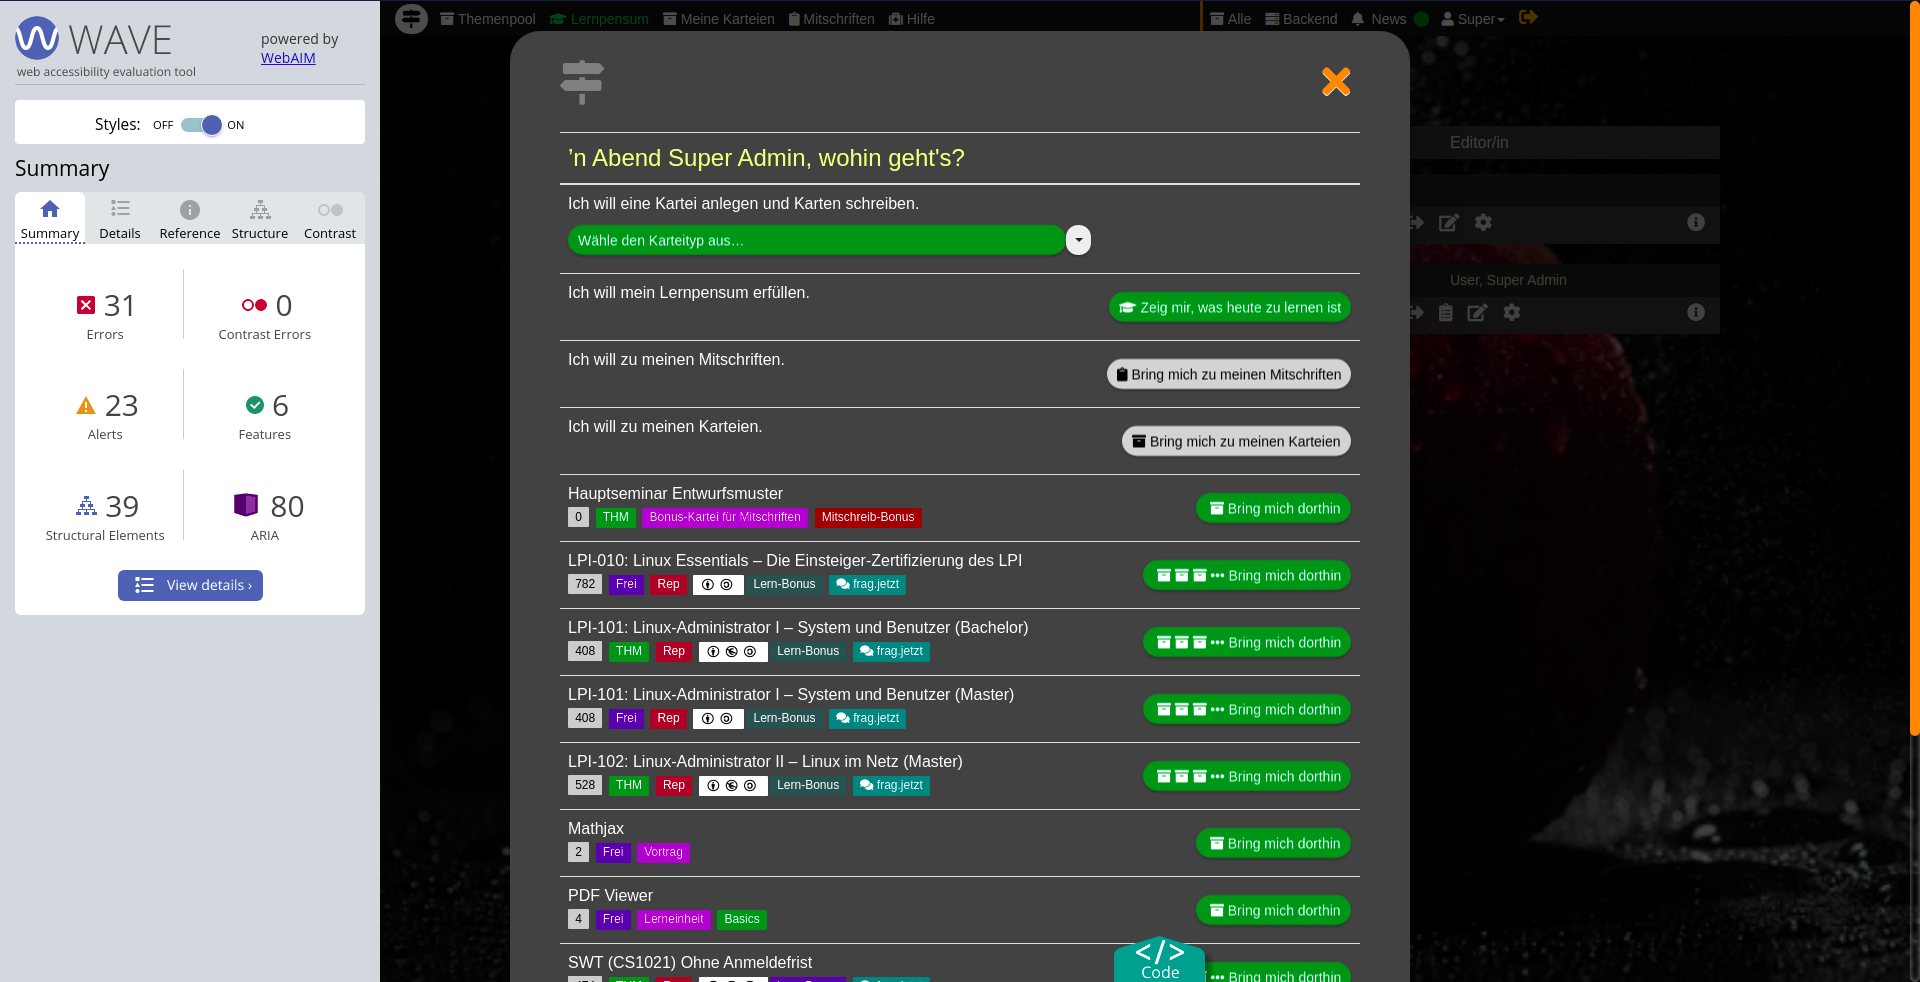 WAVE
web accessibility evaluation tool
powered by
WebAIM
Styles: OFF ON
Summary
Summary Details Reference Structure Contrast
31
Errors
0
Contrast Errors
23
Alerts
6
Features
39
Structural Elements
80
ARIA
View details ›
Themenpool Lernpensum Meine Karteien Mitschriften Hilfe Alle Backend News Super
Editor/in
User, Super Admin
’n Abend Super Admin, wohin geht's?
Ich will eine Kartei anlegen und Karten schreiben.
Wähle den Karteityp aus…
Ich will mein Lernpensum erfüllen.
Zeig mir, was heute zu lernen ist
Ich will zu meinen Mitschriften.
Bring mich zu meinen Mitschriften
Ich will zu meinen Karteien.
Bring mich zu meinen Karteien
Hauptseminar Entwurfsmuster
0 THM Bonus-Kartei für Mitschriften Mitschreib-Bonus
Bring mich dorthin
LPI-010: Linux Essentials – Die Einsteiger-Zertifizierung des LPI
782 Frei Rep Lern-Bonus frag.jetzt
Bring mich dorthin
LPI-101: Linux-Administrator I – System und Benutzer (Bachelor)
408 THM Rep Lern-Bonus frag.jetzt
Bring mich dorthin
LPI-101: Linux-Administrator I – System und Benutzer (Master)
408 Frei Rep Lern-Bonus frag.jetzt
Bring mich dorthin
LPI-102: Linux-Administrator II – Linux im Netz (Master)
528 THM Rep Lern-Bonus frag.jetzt
Bring mich dorthin
Mathjax
2 Frei Vortrag
Bring mich dorthin
PDF Viewer
4 Frei Lerneinheit Basics
Bring mich dorthin
SWT (CS1021) Ohne Anmeldefrist
Bring mich dorthin
</>
Code